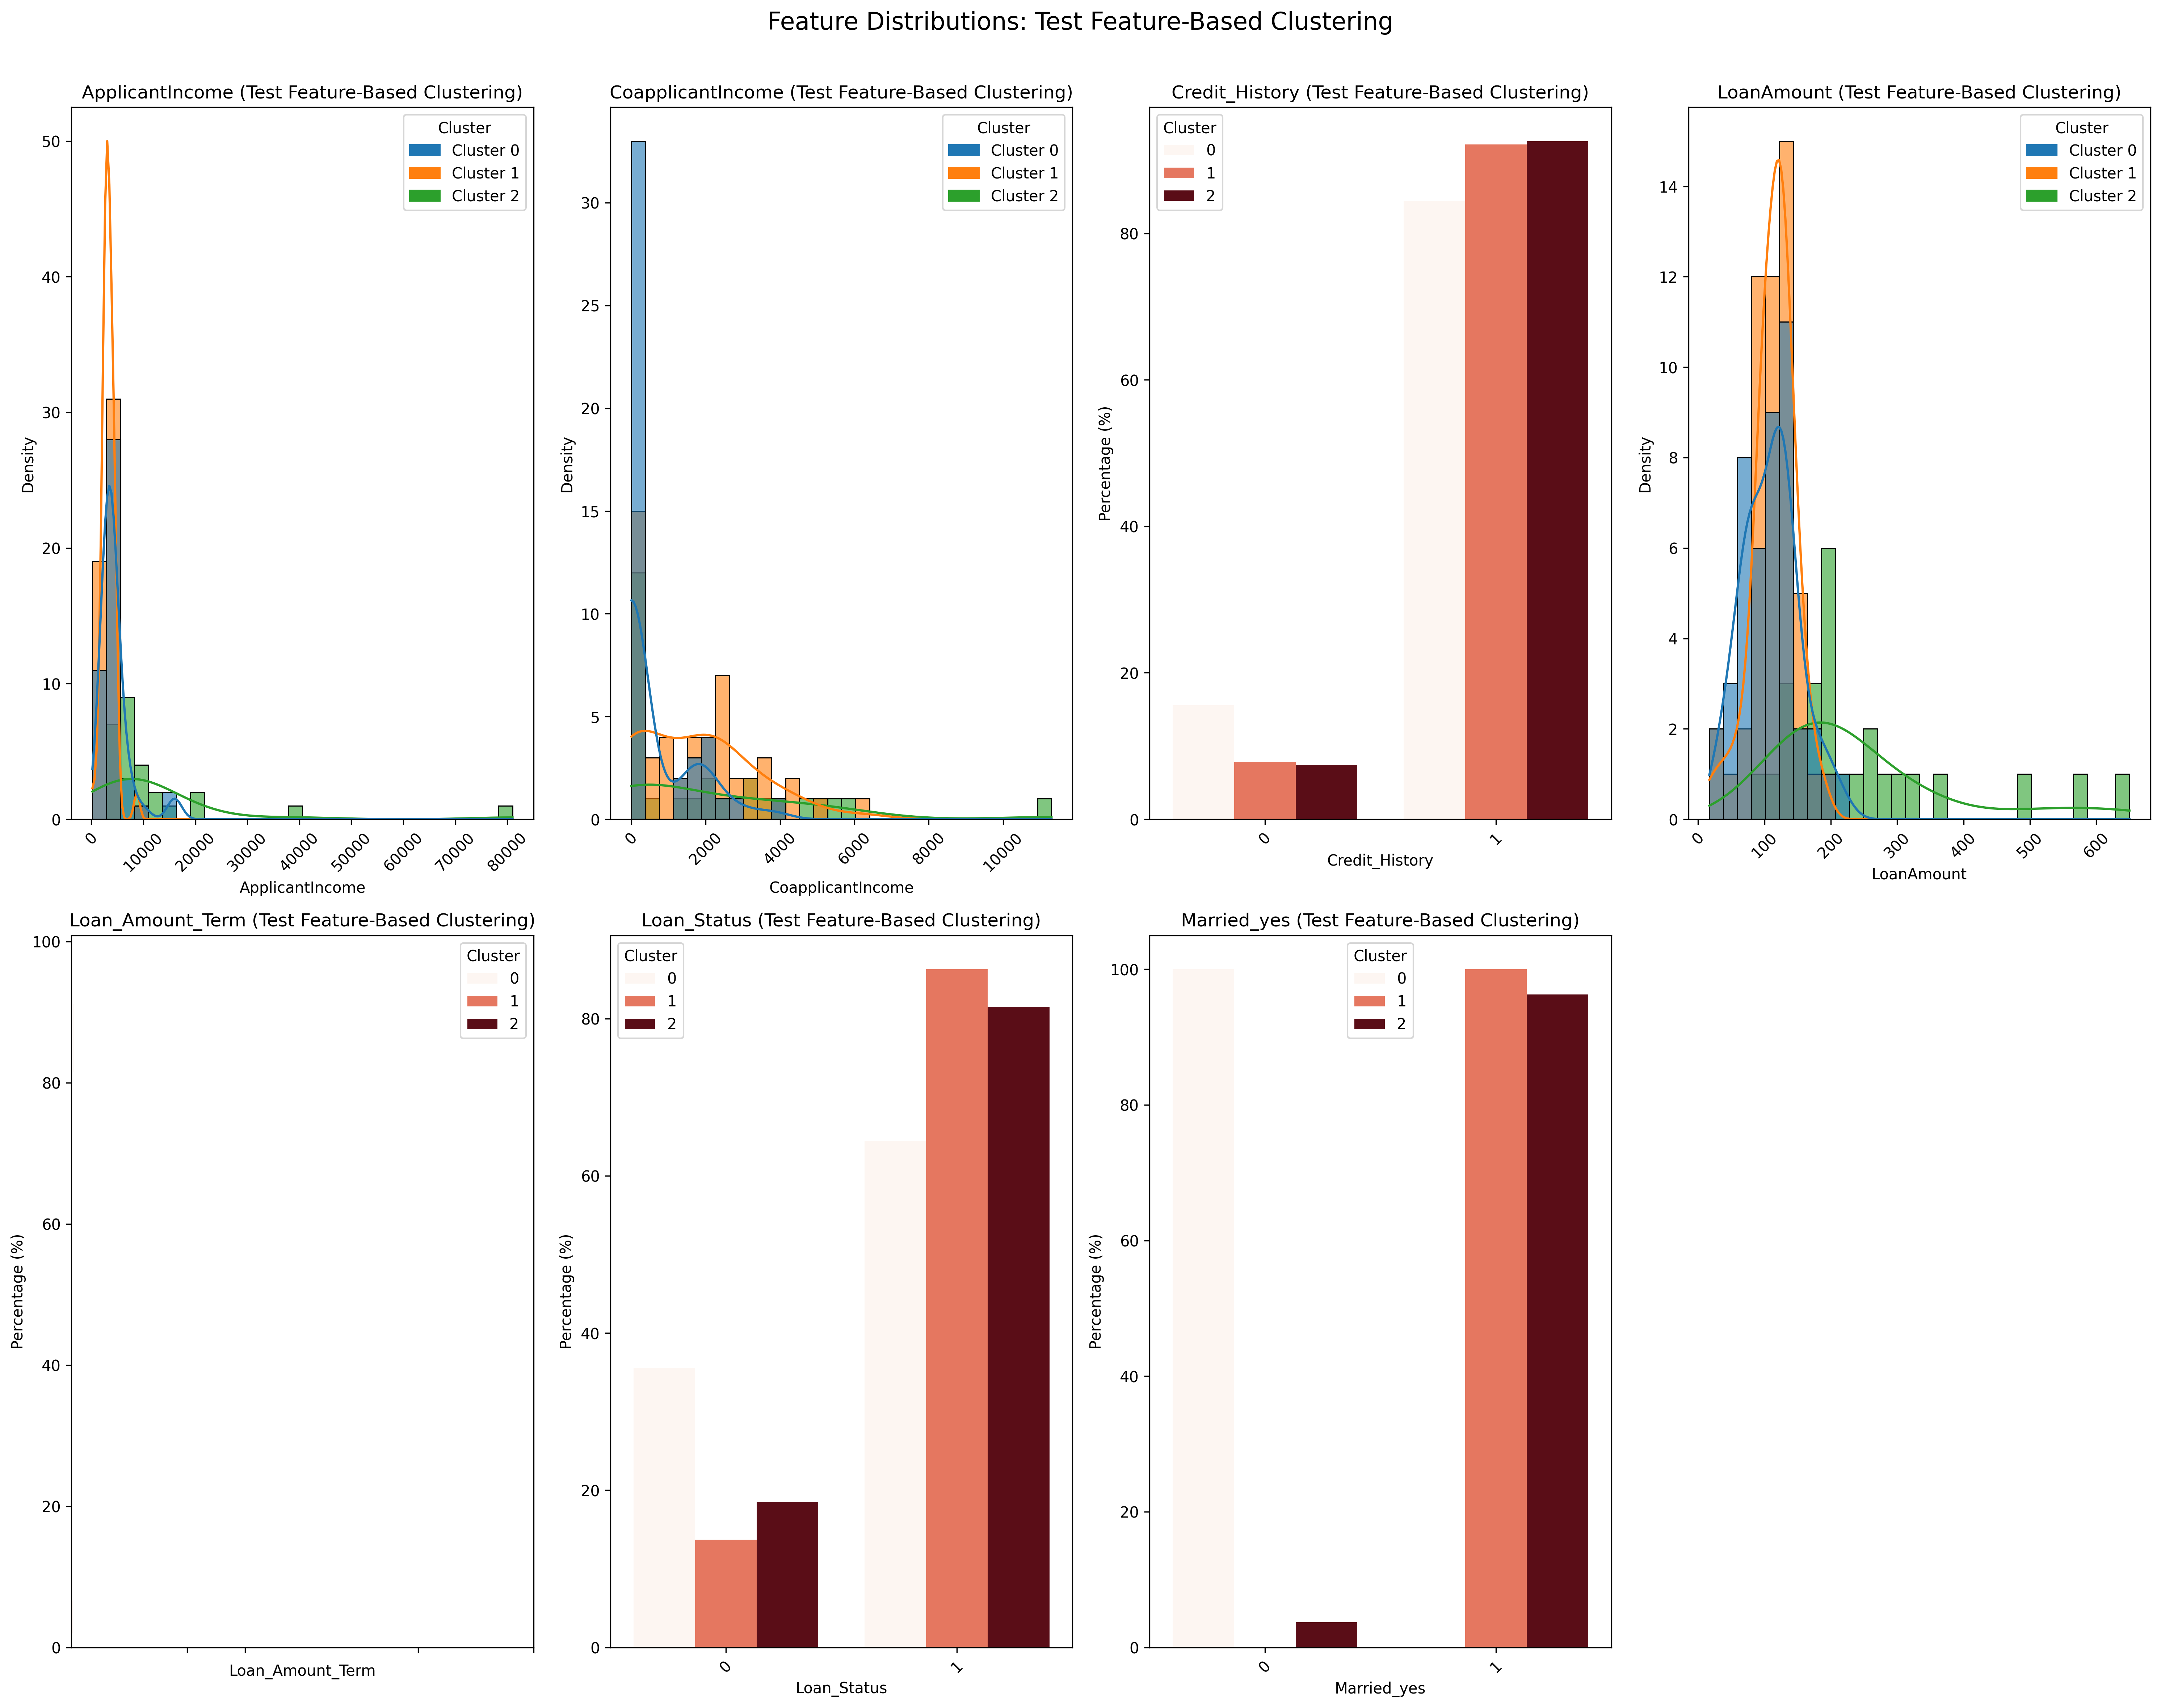 Feature Distributions: Test Feature-Based Clustering
ApplicantIncome (Test Feature-Based Clustering)
Density
50
40
30
20
10
0
Cluster
Cluster 0
Cluster 1
Cluster 2
0
10000
20000
30000
40000
50000
60000
70000
80000
ApplicantIncome
CoapplicantIncome (Test Feature-Based Clustering)
Density
30
25
20
15
10
5
0
Cluster
Cluster 0
Cluster 1
Cluster 2
0
2000
4000
6000
8000
10000
CoapplicantIncome
Credit_History (Test Feature-Based Clustering)
Percentage (%)
80
60
40
20
0
Cluster
0
1
2
0
1
Credit_History
LoanAmount (Test Feature-Based Clustering)
Density
14
12
10
8
6
4
2
0
Cluster
Cluster 0
Cluster 1
Cluster 2
0
100
200
300
400
500
600
LoanAmount
Loan_Amount_Term (Test Feature-Based Clustering)
Percentage (%)
100
80
60
40
20
0
Cluster
0
1
2
Loan_Amount_Term
Loan_Status (Test Feature-Based Clustering)
Percentage (%)
80
60
40
20
0
Cluster
0
1
2
0
1
Loan_Status
Married_yes (Test Feature-Based Clustering)
Percentage (%)
100
80
60
40
20
0
Cluster
0
1
2
0
1
Married_yes